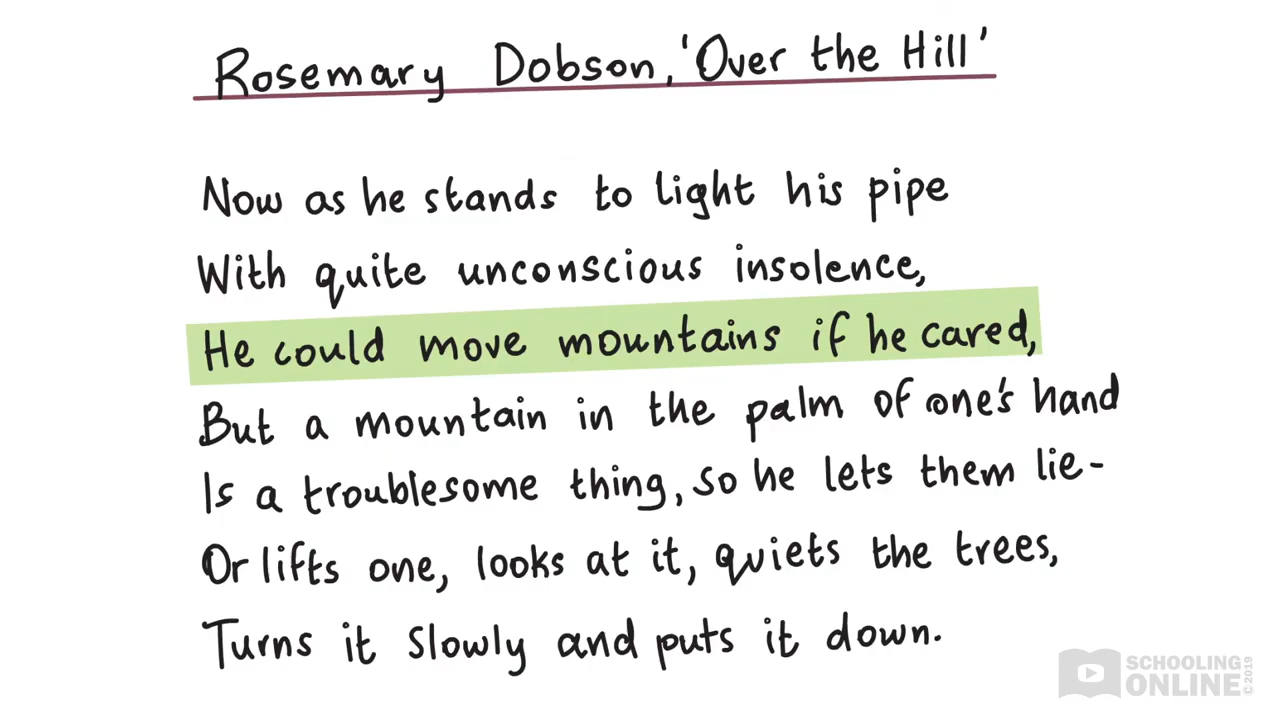 Rosemary Dobson, 'Over the Hill'
Now as he stands to light his pipe
With quite unconscious insolence,
He could move mountains if he cared,
But a mountain in the palm of one's hand
Is a troublesome thing, so he lets them lie-
Or lifts one, looks at it, quiets the trees,
Turns it slowly and puts it down.
SCHOOLING
ONLINE ©2019